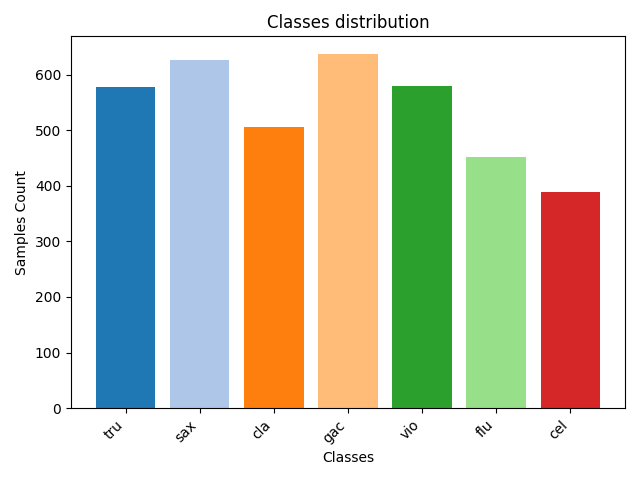 Classes distribution
Samples Count
600
500
400
300
200
100
0
tru sax cla gac vio flu cel
Classes